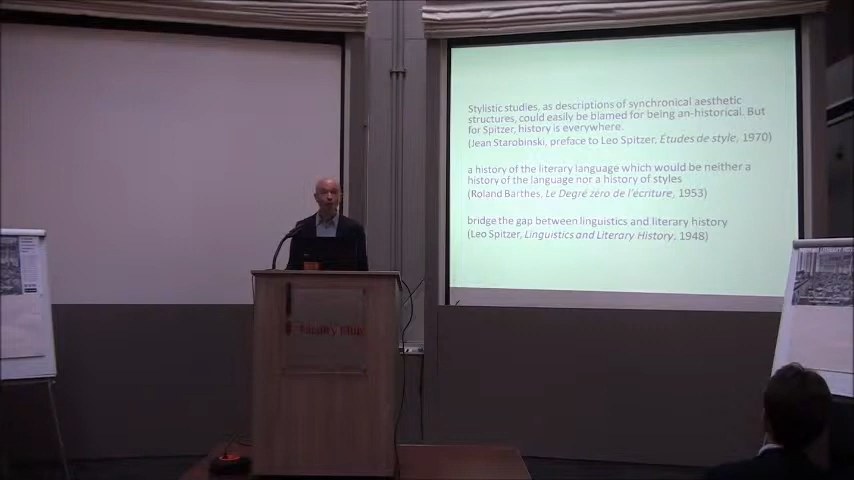 Stylistic studies, as descriptions of synchronical aesthetic
structures, could easily be blamed for being an-historical. But
for Spitzer, history is everywhere.
(Jean Starobinski, preface to Leo Spitzer, Études de style, 1970)
a history of the literary language which would be neither a
history of the language nor a history of styles
(Roland Barthes, Le Degré zéro de l'écriture, 1953)
bridge the gap between linguistics and literary history
(Leo Spitzer, Linguistics and Literary History, 1948)